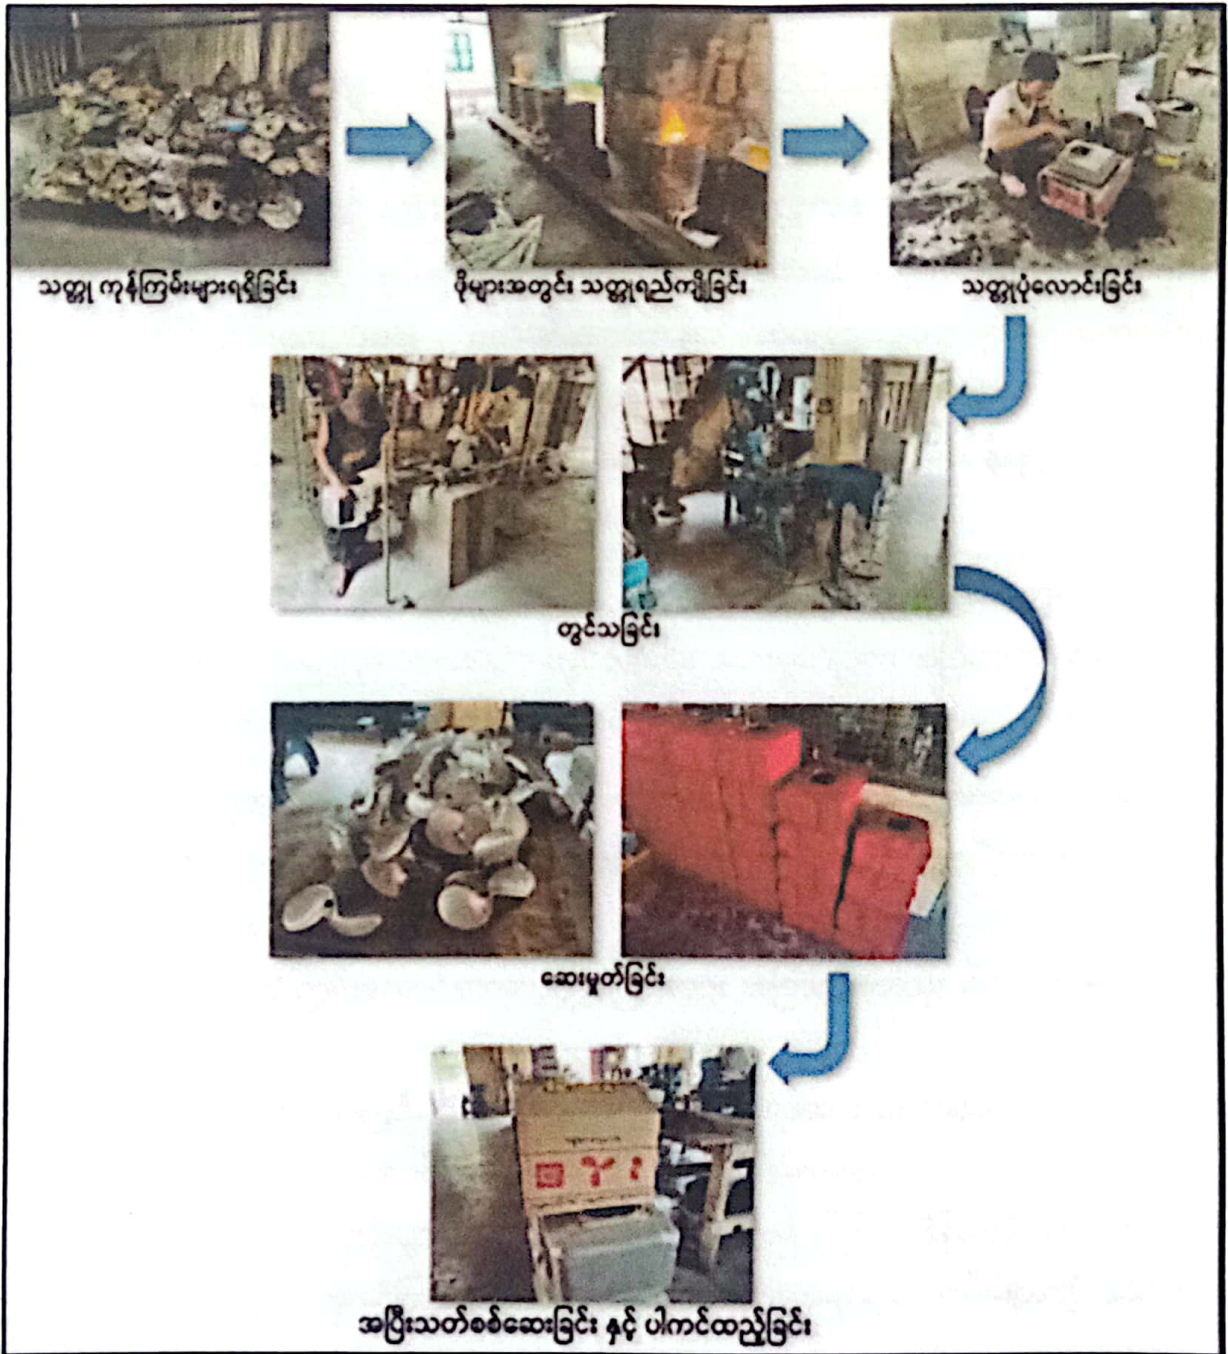 သတ္တု ကုန်ကြမ်းများရရှိခြင်း
ဖိုများအတွင်း သတ္တုရည်ကျိုခြင်း
သတ္တုပုံလောင်းခြင်း
တွင်သခြင်း
ဆေးမှုတ်ခြင်း
အပြီးသတ်စစ်ဆေးခြင်း နှင့် ပါကင်ထည့်ခြင်း